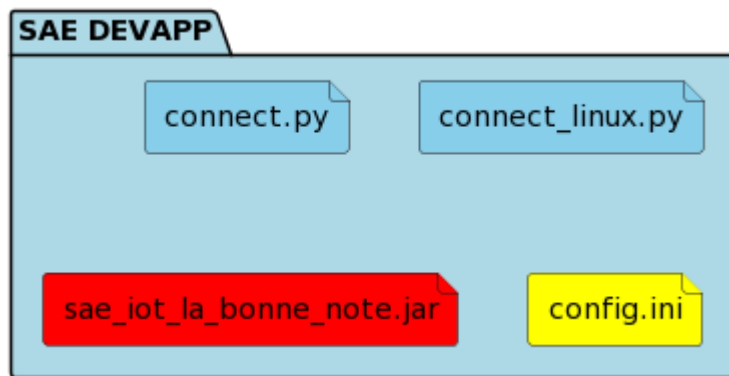 SAE DEVAPP
connect.py
connect_linux.py
sae_iot_la_bonne_note.jar
config.ini